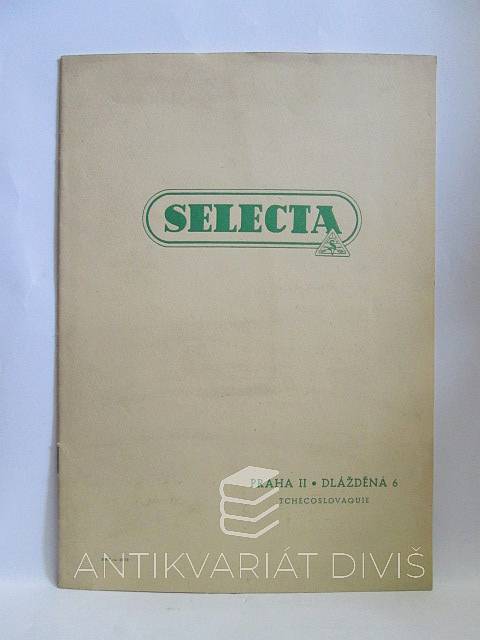 SELECTA
PRAHA II • DLÁŽDĚNÁ 6
TCHÉCOSLOVAQUIE
ANTIKVARIÁT DIVIŠ